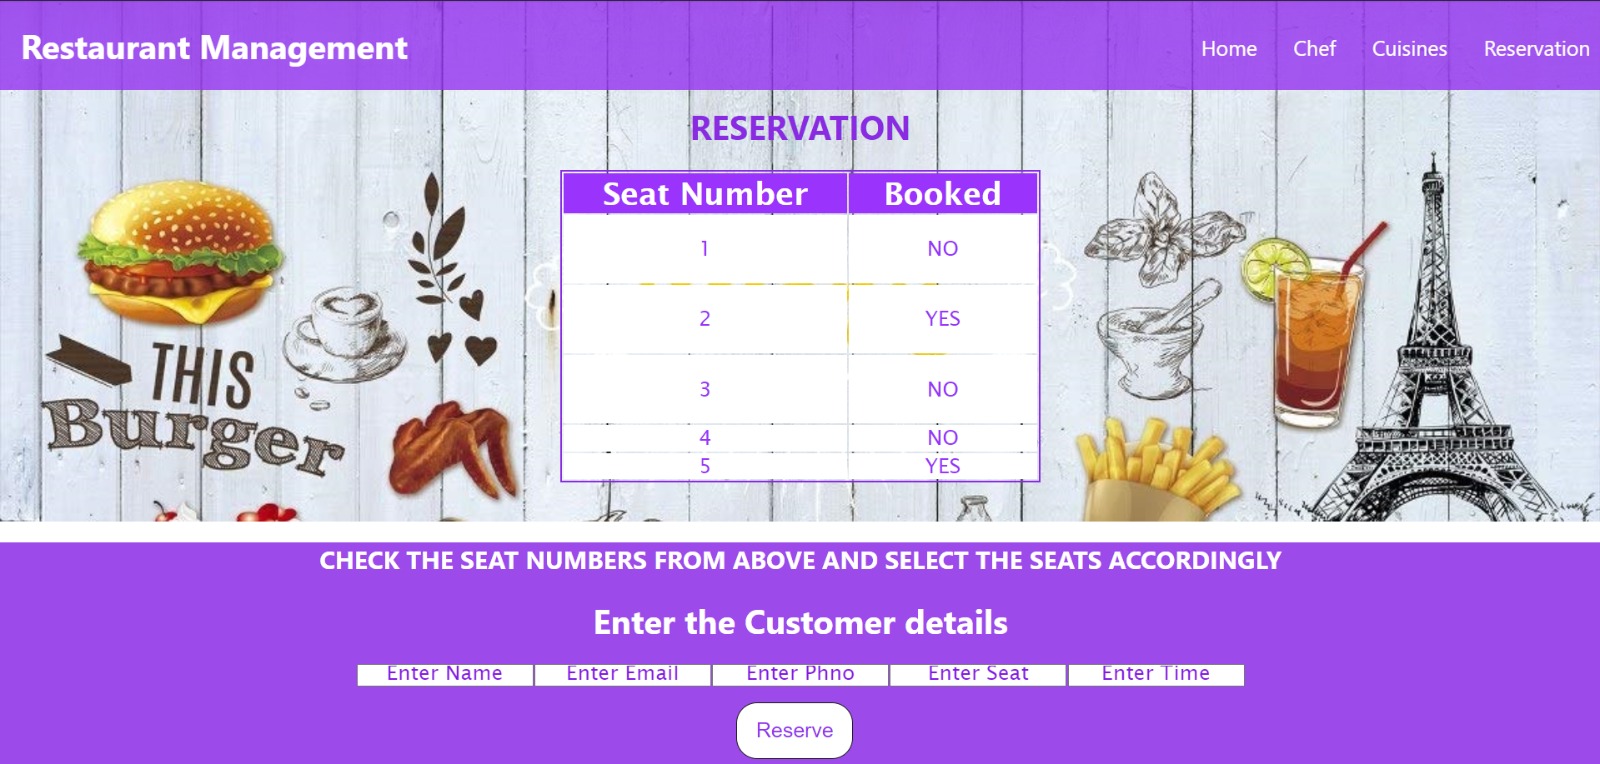 Restaurant Management
Home Chef Cuisines Reservation
RESERVATION
Seat Number Booked
1 NO
2 YES
3 NO
4 NO
5 YES
THIS
Burger
CHECK THE SEAT NUMBERS FROM ABOVE AND SELECT THE SEATS ACCORDINGLY
Enter the Customer details
Enter Name Enter Email Enter Phno Enter Seat Enter Time
Reserve